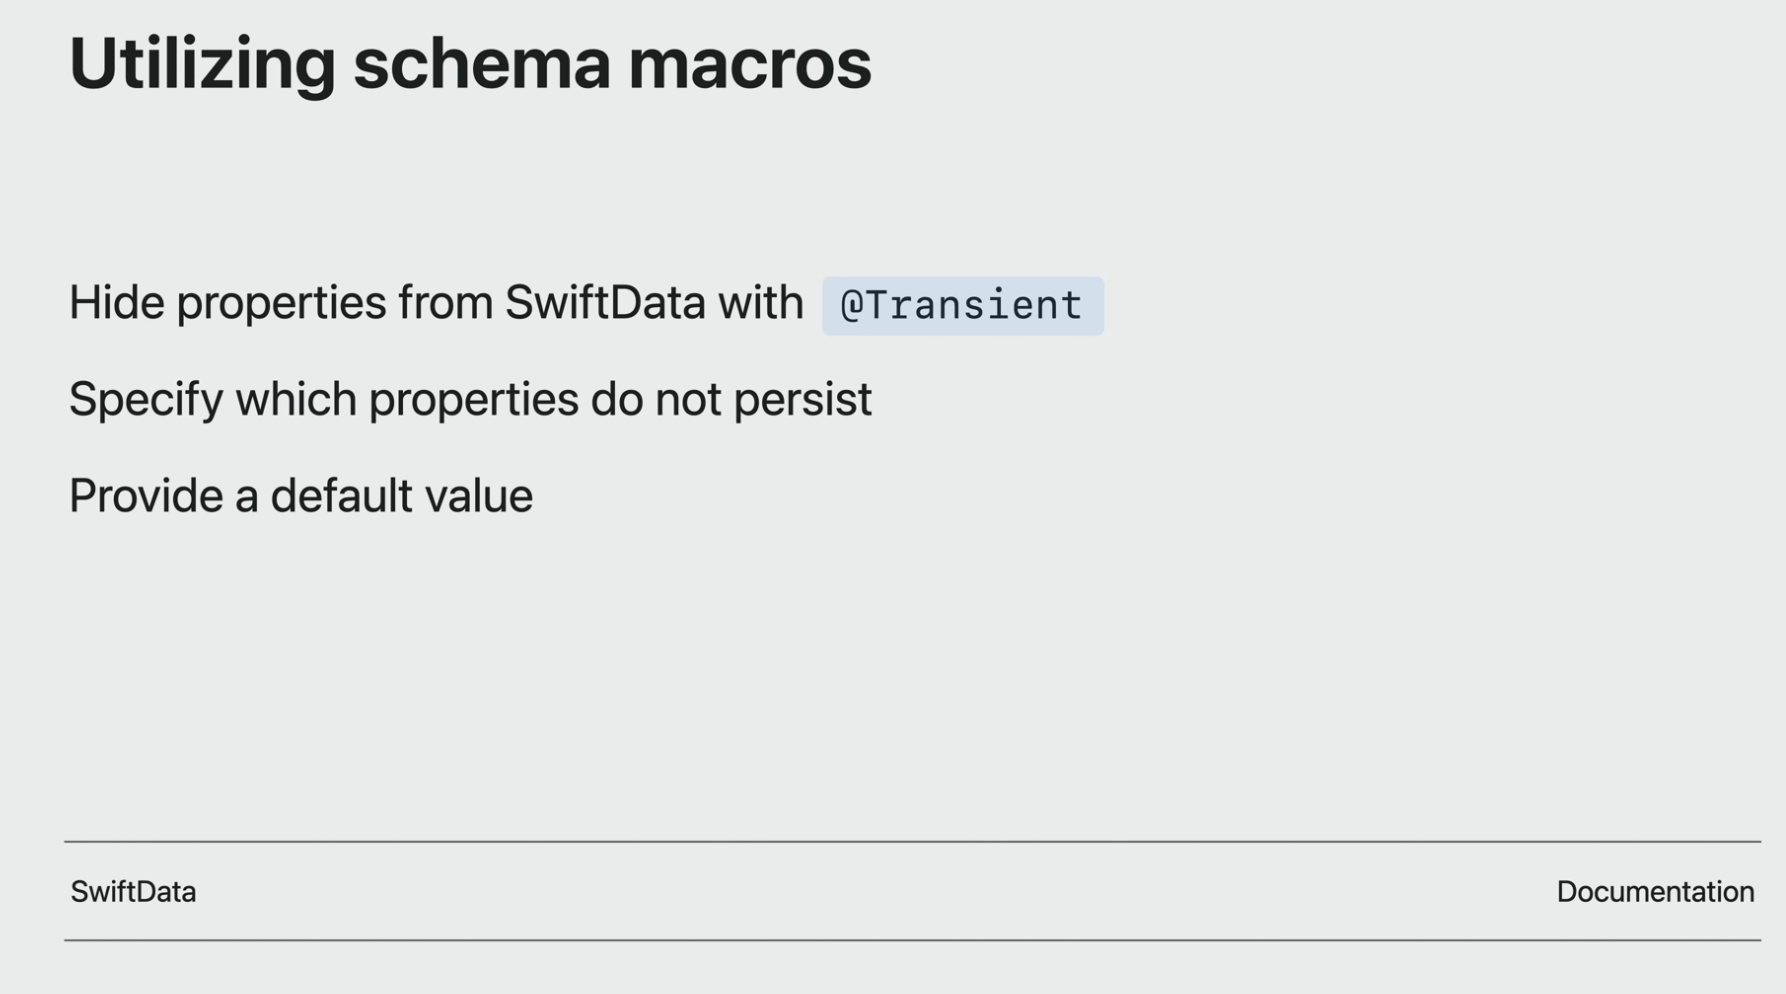 Utilizing schema macros
Hide properties from SwiftData with @Transient
Specify which properties do not persist
Provide a default value
SwiftData
Documentation